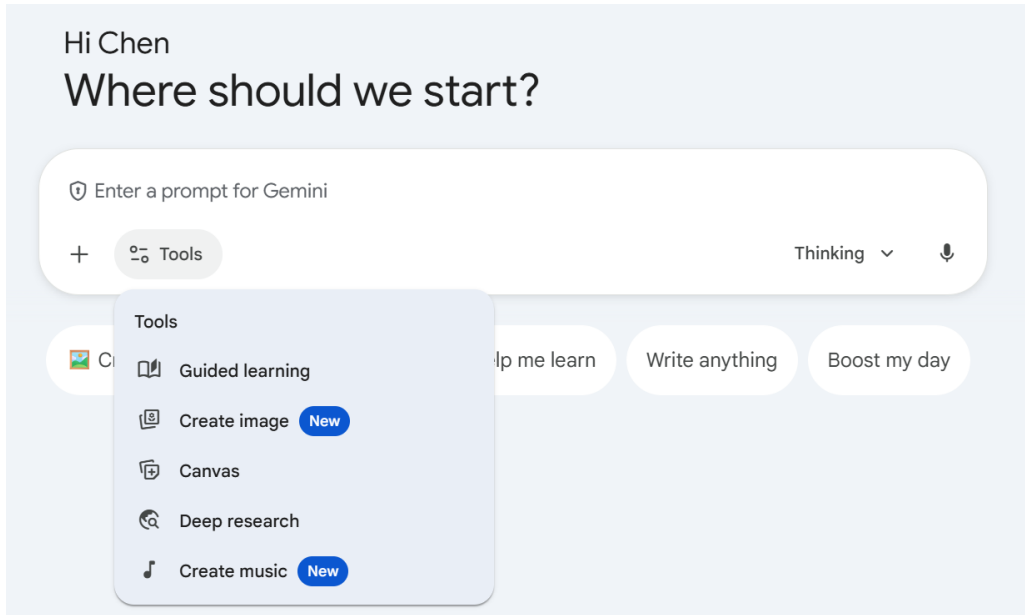 Hi Chen
Where should we start?
Enter a prompt for Gemini
Tools
Thinking
Tools
Guided learning
Create image New
Canvas
Deep research
Create music New
me learn
Write anything
Boost my day